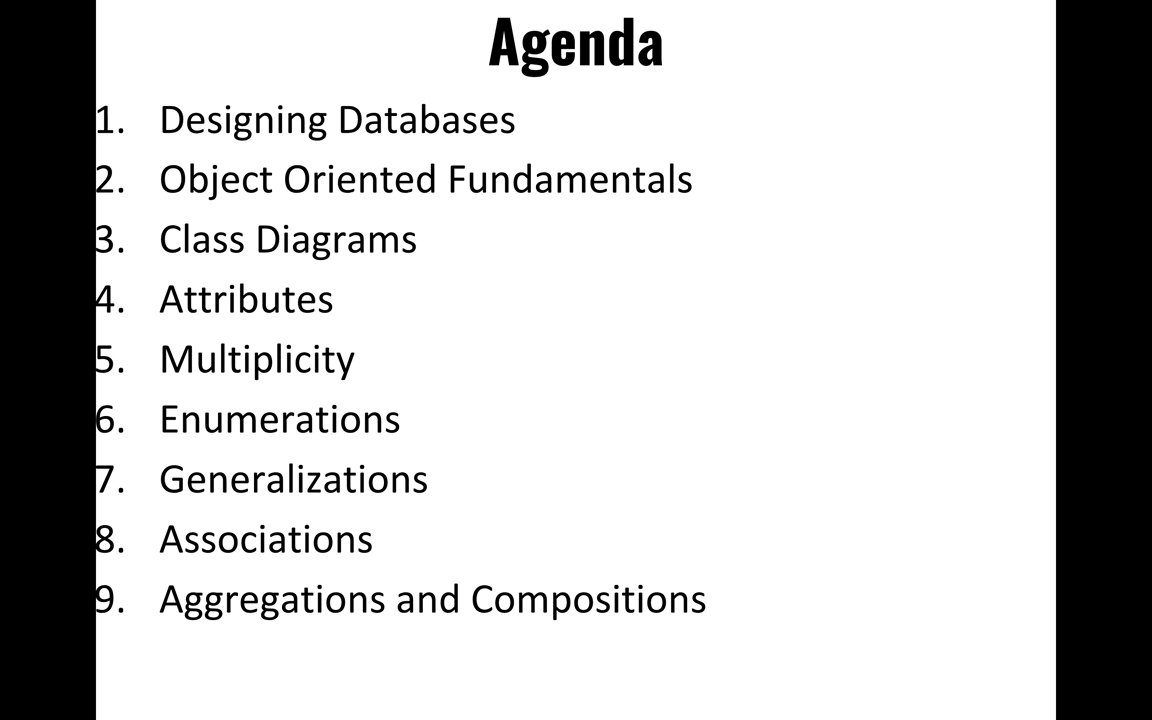 Agenda
1. Designing Databases
2. Object Oriented Fundamentals
3. Class Diagrams
4. Attributes
5. Multiplicity
6. Enumerations
7. Generalizations
8. Associations
9. Aggregations and Compositions